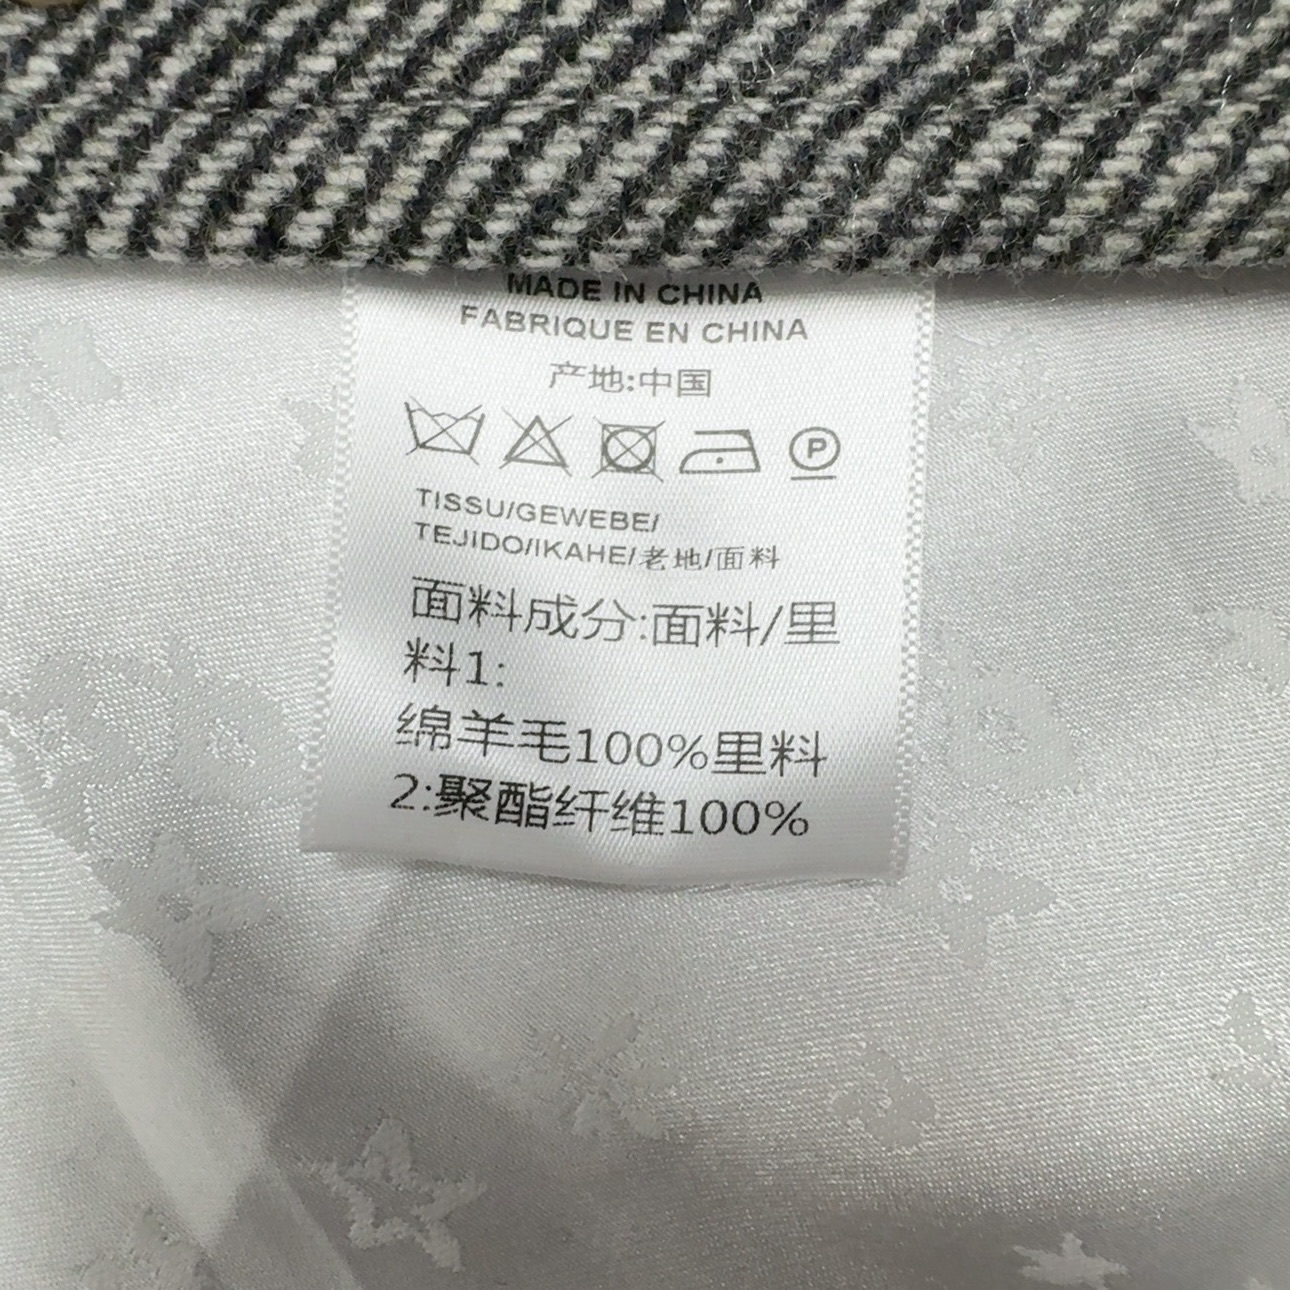 MADE IN CHINA
FABRIQUE EN CHINA
产地:中国
P
TISSU/GEWEBE/
TEJIDO/IKAHE/老地/面料
面料成分:面料/里
料1:
绵羊毛100%里料
2:聚酯纤维100%